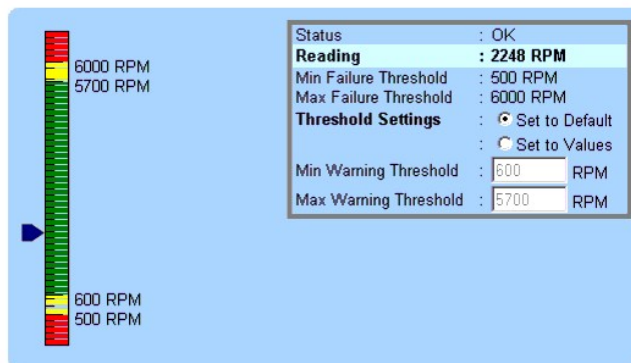 6000 RPM
5700 RPM
600 RPM
500 RPM
Status : OK
Reading : 2248 RPM
Min Failure Threshold : 500 RPM
Max Failure Threshold : 6000 RPM
Threshold Settings : Set to Default
: Set to Values
Min Warning Threshold : 600 RPM
Max Warning Threshold : 5700 RPM